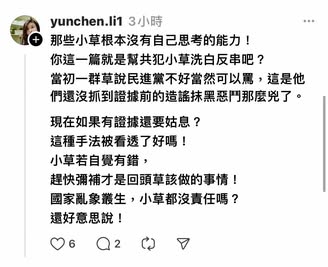 yunchen.li1 3小時
那些小草根本沒有自己思考的能力！
你這一篇就是幫共犯小草洗白反串吧？
當初一群草說民進黨不好當然可以罵，這是他
們還沒抓到證據前的造謠抹黑惡鬥那麼兇了。
現在如果有證據還要姑息？
這種手法被看透了好嗎！
小草若自覺有錯，
趕快彌補才是回頭草該做的事情！
國家亂象叢生，小草都沒責任嗎？
還好意思說！
6 2